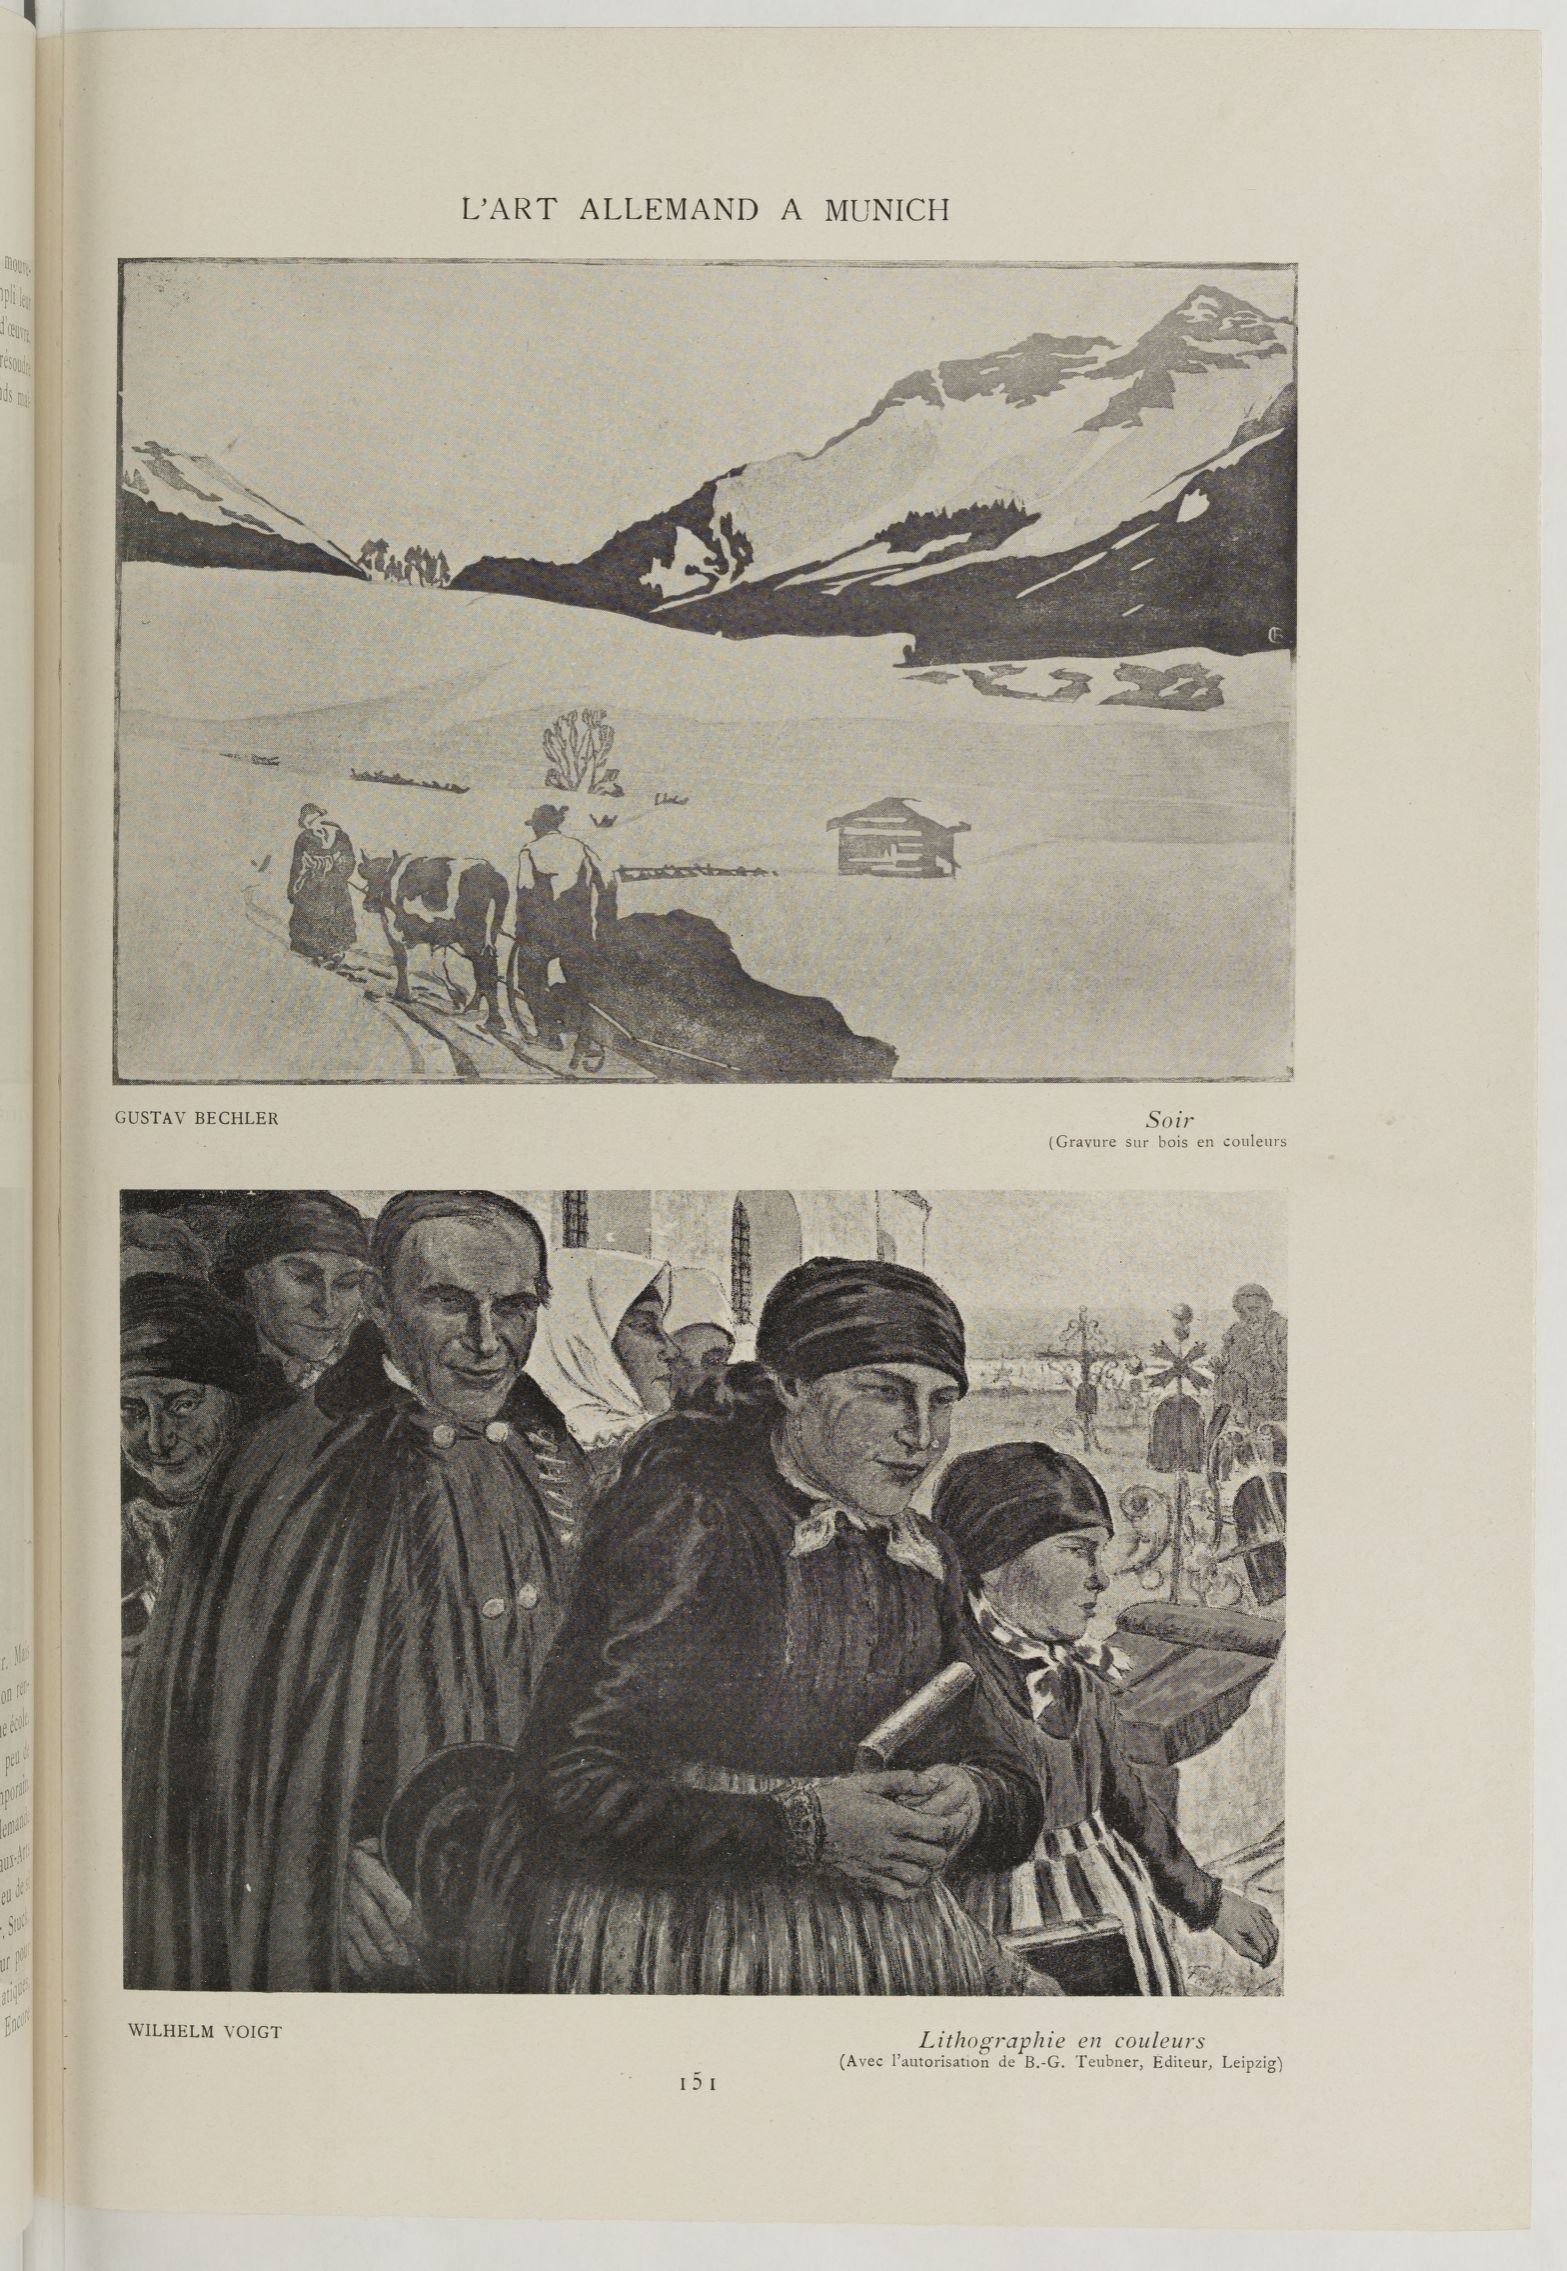 L'ART ALLEMAND A MUNICH
GUSTAV BECHLER
Soir
(Gravure sur bois en couleurs
WILHELM VOIGT
Lithographie en couleurs
(Avec l'autorisation de B.-G. Teubner, Editeur, Leipzig)
151